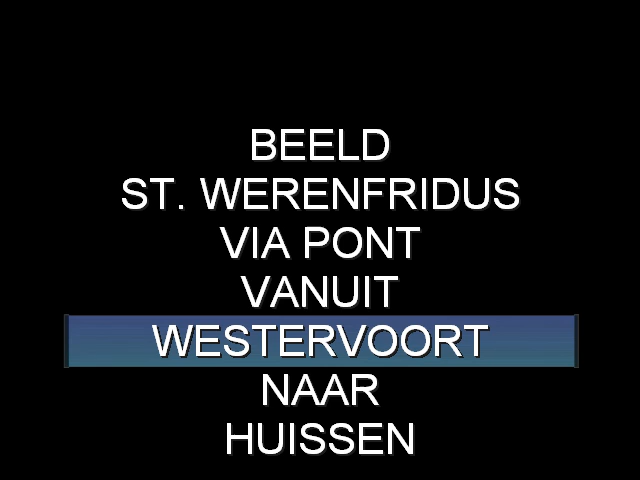 BEELD
ST. WERENFRIDUS
VIA PONT
VANUIT
WESTERVOORT
NAAR
HUISSEN